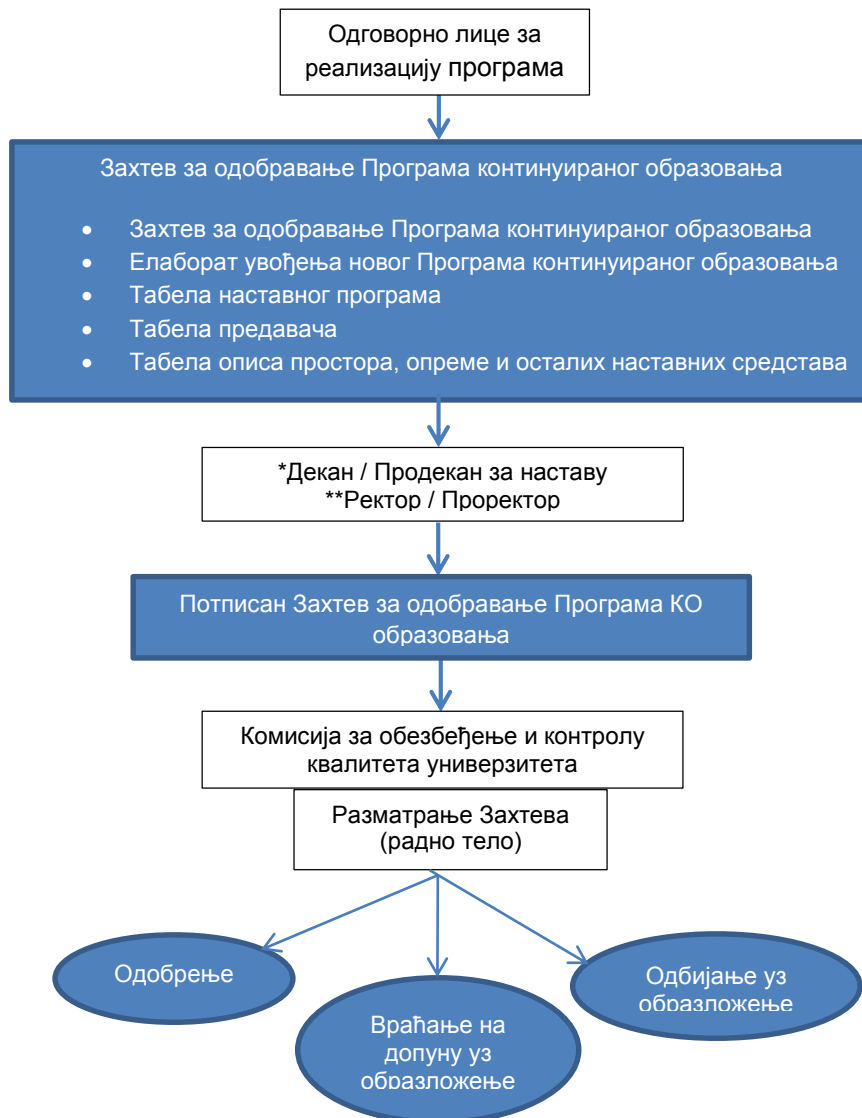 Одговорно лице за
реализацију програма
Захтев за одобравање Програма континуираног образовања
• Захтев за одобравање Програма континуираног образовања
• Елаборат увођења новог Програма континуираног образовања
• Табела наставног програма
• Табела предавача
• Табела описа простора, опреме и осталих наставних средстава
*Декан / Продекан за наставу
**Ректор / Проректор
Потписан Захтев за одобравање Програма КО
образовања
Комисија за обезбеђење и контролу
квалитета универзитета
Разматрање Захтева
(радно тело)
Одобрење
Враћање на
допуну уз
образложење
Одбијање уз
образложење